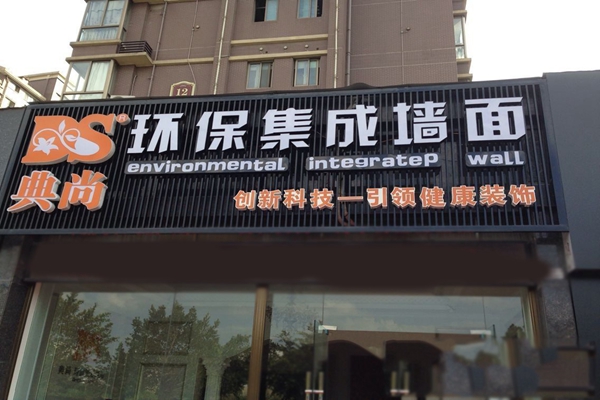 DS® 环保集成墙面
environmental integratep wall
典尚 创新科技—引领健康装饰
12